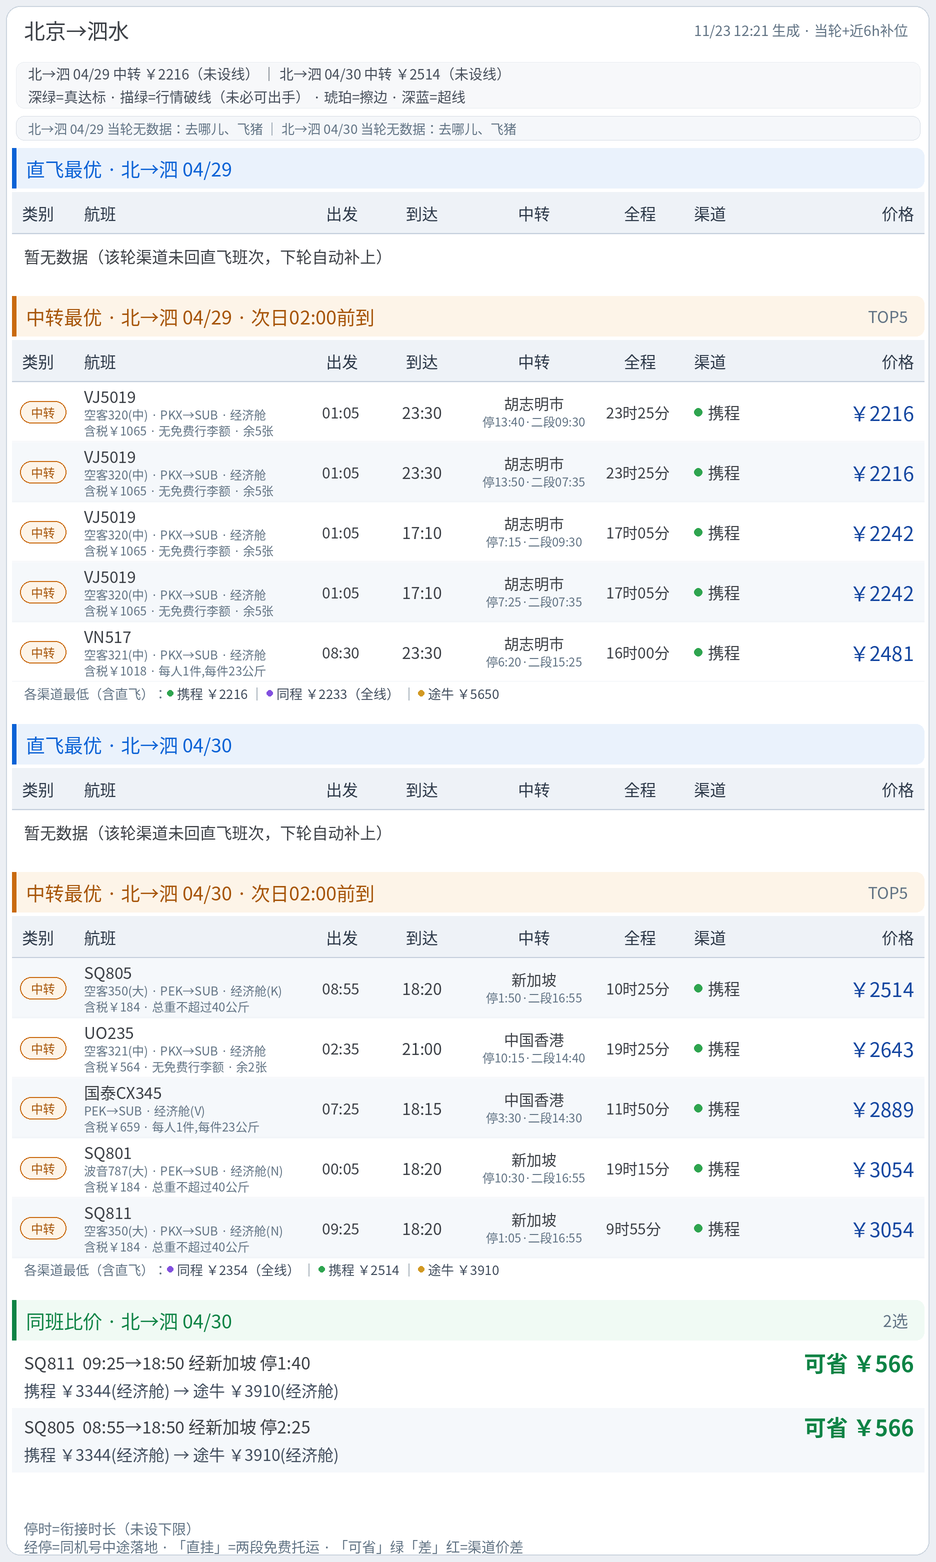 北京→泗水
11/23 12:21 生成 · 当轮+近6h补位
北→泗 04/29 中转 ￥2216（未设线） ｜ 北→泗 04/30 中转 ￥2514（未设线）
深绿=真达标 · 描绿=行情破线（未必可出手） · 琥珀=擦边 · 深蓝=超线
北→泗 04/29 当轮无数据：去哪儿、飞猪 ｜ 北→泗 04/30 当轮无数据：去哪儿、飞猪
直飞最优 · 北→泗 04/29
类别 航班 出发 到达 中转 全程 渠道 价格
暂无数据（该轮渠道未回直飞班次，下轮自动补上）
中转最优 · 北→泗 04/29 · 次日02:00前到 TOP5
类别 航班 出发 到达 中转 全程 渠道 价格
VJ5019
中转 空客320(中) · PKX→SUB · 经济舱 01:05 23:30 胡志明市 23时25分 携程 ￥2216
含税￥1065 · 无免费行李额 · 余5张 停13:40·二段09:30
VJ5019
中转 空客320(中) · PKX→SUB · 经济舱 01:05 23:30 胡志明市 23时25分 携程 ￥2216
含税￥1065 · 无免费行李额 · 余5张 停13:50·二段07:35
VJ5019
中转 空客320(中) · PKX→SUB · 经济舱 01:05 17:10 胡志明市 17时05分 携程 ￥2242
含税￥1065 · 无免费行李额 · 余5张 停7:15·二段09:30
VJ5019
中转 空客320(中) · PKX→SUB · 经济舱 01:05 17:10 胡志明市 17时05分 携程 ￥2242
含税￥1065 · 无免费行李额 · 余5张 停7:25·二段07:35
VN517
中转 空客321(中) · PKX→SUB · 经济舱 08:30 23:30 胡志明市 16时00分 携程 ￥2481
含税￥1018 · 每人1件,每件23公斤 停6:20·二段15:25
各渠道最低（含直飞）： 携程 ￥2216 ｜ 同程 ￥2233（全线） ｜ 途牛 ￥5650
直飞最优 · 北→泗 04/30
类别 航班 出发 到达 中转 全程 渠道 价格
暂无数据（该轮渠道未回直飞班次，下轮自动补上）
中转最优 · 北→泗 04/30 · 次日02:00前到 TOP5
类别 航班 出发 到达 中转 全程 渠道 价格
SQ805
中转 空客350(大) · PEK→SUB · 经济舱(K) 08:55 18:20 新加坡 10时25分 携程 ￥2514
含税￥184 · 总重不超过40公斤 停1:50·二段16:55
UO235
中转 空客321(中) · PKX→SUB · 经济舱 02:35 21:00 中国香港 19时25分 携程 ￥2643
含税￥564 · 无免费行李额 · 余2张 停10:15·二段14:40
国泰CX345
中转 PEK→SUB · 经济舱(V) 07:25 18:15 中国香港 11时50分 携程 ￥2889
含税￥659 · 每人1件,每件23公斤 停3:30·二段14:30
SQ801
中转 波音787(大) · PEK→SUB · 经济舱(N) 00:05 18:20 新加坡 19时15分 携程 ￥3054
含税￥184 · 总重不超过40公斤 停10:30·二段16:55
SQ811
中转 空客350(大) · PKX→SUB · 经济舱(N) 09:25 18:20 新加坡 9时55分 携程 ￥3054
含税￥184 · 总重不超过40公斤 停1:05·二段16:55
各渠道最低（含直飞）： 同程 ￥2354（全线） ｜ 携程 ￥2514 ｜ 途牛 ￥3910
同班比价 · 北→泗 04/30 2选
SQ811 09:25→18:50 经新加坡 停1:40 可省 ￥566
携程 ￥3344(经济舱) → 途牛 ￥3910(经济舱)
SQ805 08:55→18:50 经新加坡 停2:25 可省 ￥566
携程 ￥3344(经济舱) → 途牛 ￥3910(经济舱)
停时=衔接时长（未设下限）
经停=同机号中途落地 · 「直挂」=两段免费托运 · 「可省」绿「差」红=渠道价差